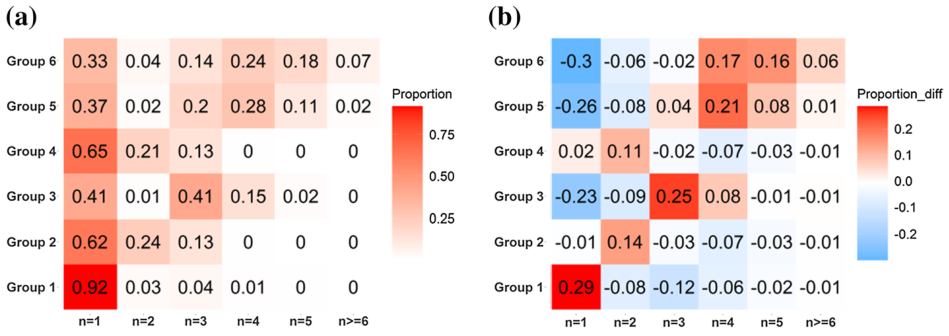 (a)
Group 6 0.33 0.04 0.14 0.24 0.18 0.07
Group 5 0.37 0.02 0.2 0.28 0.11 0.02
Group 4 0.65 0.21 0.13 0 0 0
Group 3 0.41 0.01 0.41 0.15 0.02 0
Group 2 0.62 0.24 0.13 0 0 0
Group 1 0.92 0.03 0.04 0.01 0 0
n=1 n=2 n=3 n=4 n=5 n>=6
Proportion
0.75
0.50
0.25
(b)
Group 6 -0.3 -0.06 -0.02 0.17 0.16 0.06
Group 5 -0.26 -0.08 0.04 0.21 0.08 0.01
Group 4 0.02 0.11 -0.02 -0.07 -0.03 -0.01
Group 3 -0.23 -0.09 0.25 0.08 -0.01 -0.01
Group 2 -0.01 0.14 -0.03 -0.07 -0.03 -0.01
Group 1 0.29 -0.08 -0.12 -0.06 -0.02 -0.01
n=1 n=2 n=3 n=4 n=5 n>=6
Proportion_diff
0.2
0.1
0.0
-0.1
-0.2